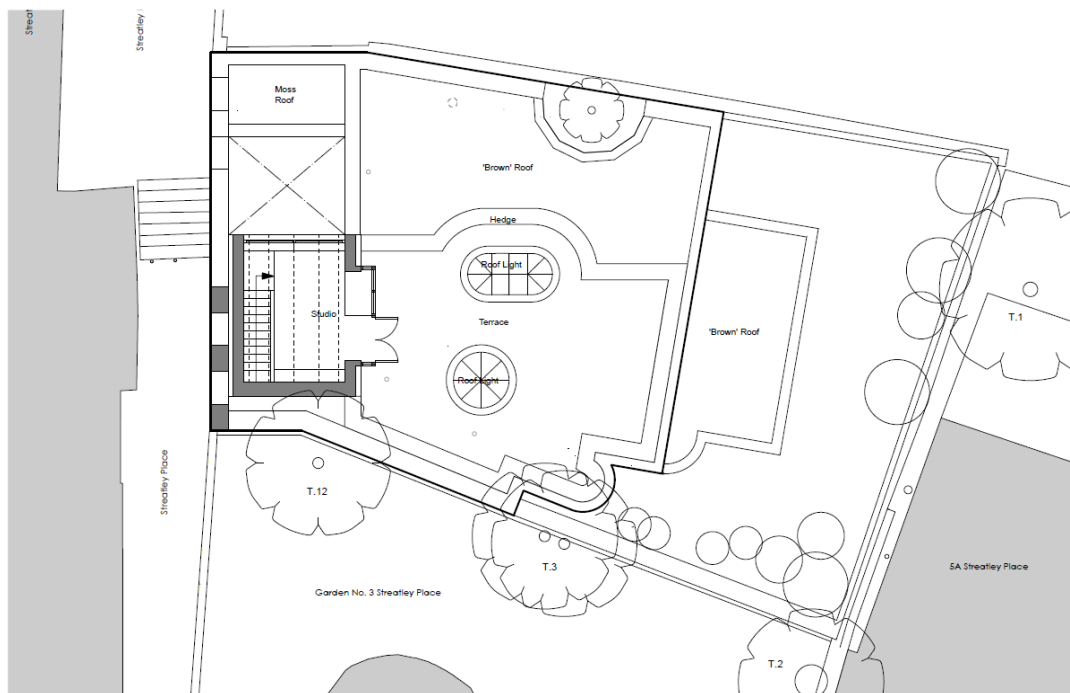 Streatley
Moss
Roof
'Brown' Roof
Hedge
Roof Light
Studio
Terrace
'Brown' Roof
T.1
Roof Light
T.12
Streatley Place
T.3
5A Streatley Place
Garden No. 3 Streatley Place
T.2